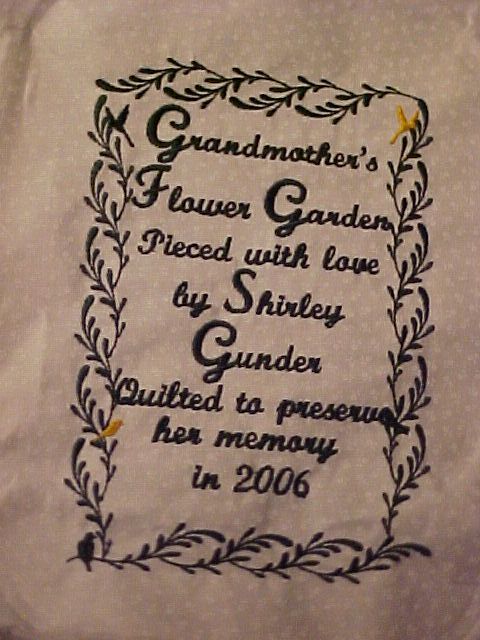 Grandmother's
Flower Garden
Pieced with love
by Shirley
Gunder
Quilted to preserve
her memory
in 2006